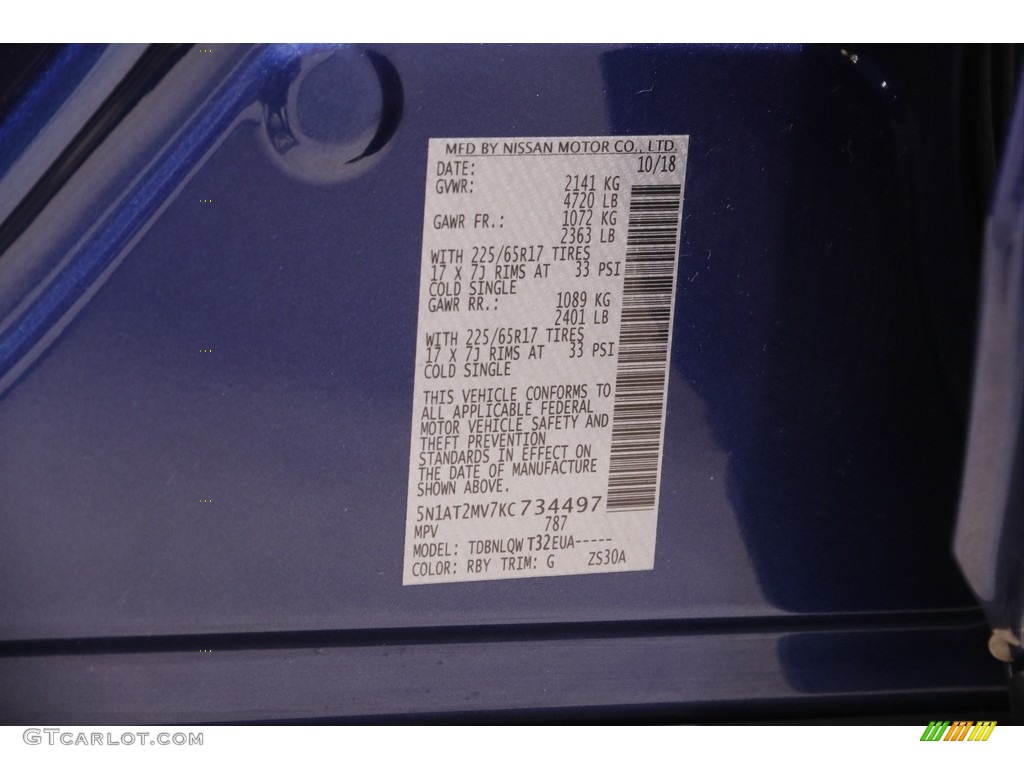 MFD BY NISSAN MOTOR CO., LTD.
DATE: 10/18
GVWR: 2141 KG
4720 LB
GAWR FR.: 1072 KG
2363 LB
WITH 225/65R17 TIRES
17 X 7J RIMS AT 33 PSI
COLD SINGLE
GAWR RR.: 1089 KG
2401 LB
WITH 225/65R17 TIRES
17 X 7J RIMS AT 33 PSI
COLD SINGLE
THIS VEHICLE CONFORMS TO
ALL APPLICABLE FEDERAL
MOTOR VEHICLE SAFETY AND
THEFT PREVENTION
STANDARDS IN EFFECT ON
THE DATE OF MANUFACTURE
SHOWN ABOVE.
5N1AT2MV7KC734497
MPV 787
MODEL: TDBNLQWT32EUA-----
COLOR: RBY TRIM: G ZS30A
GTCarLot.com